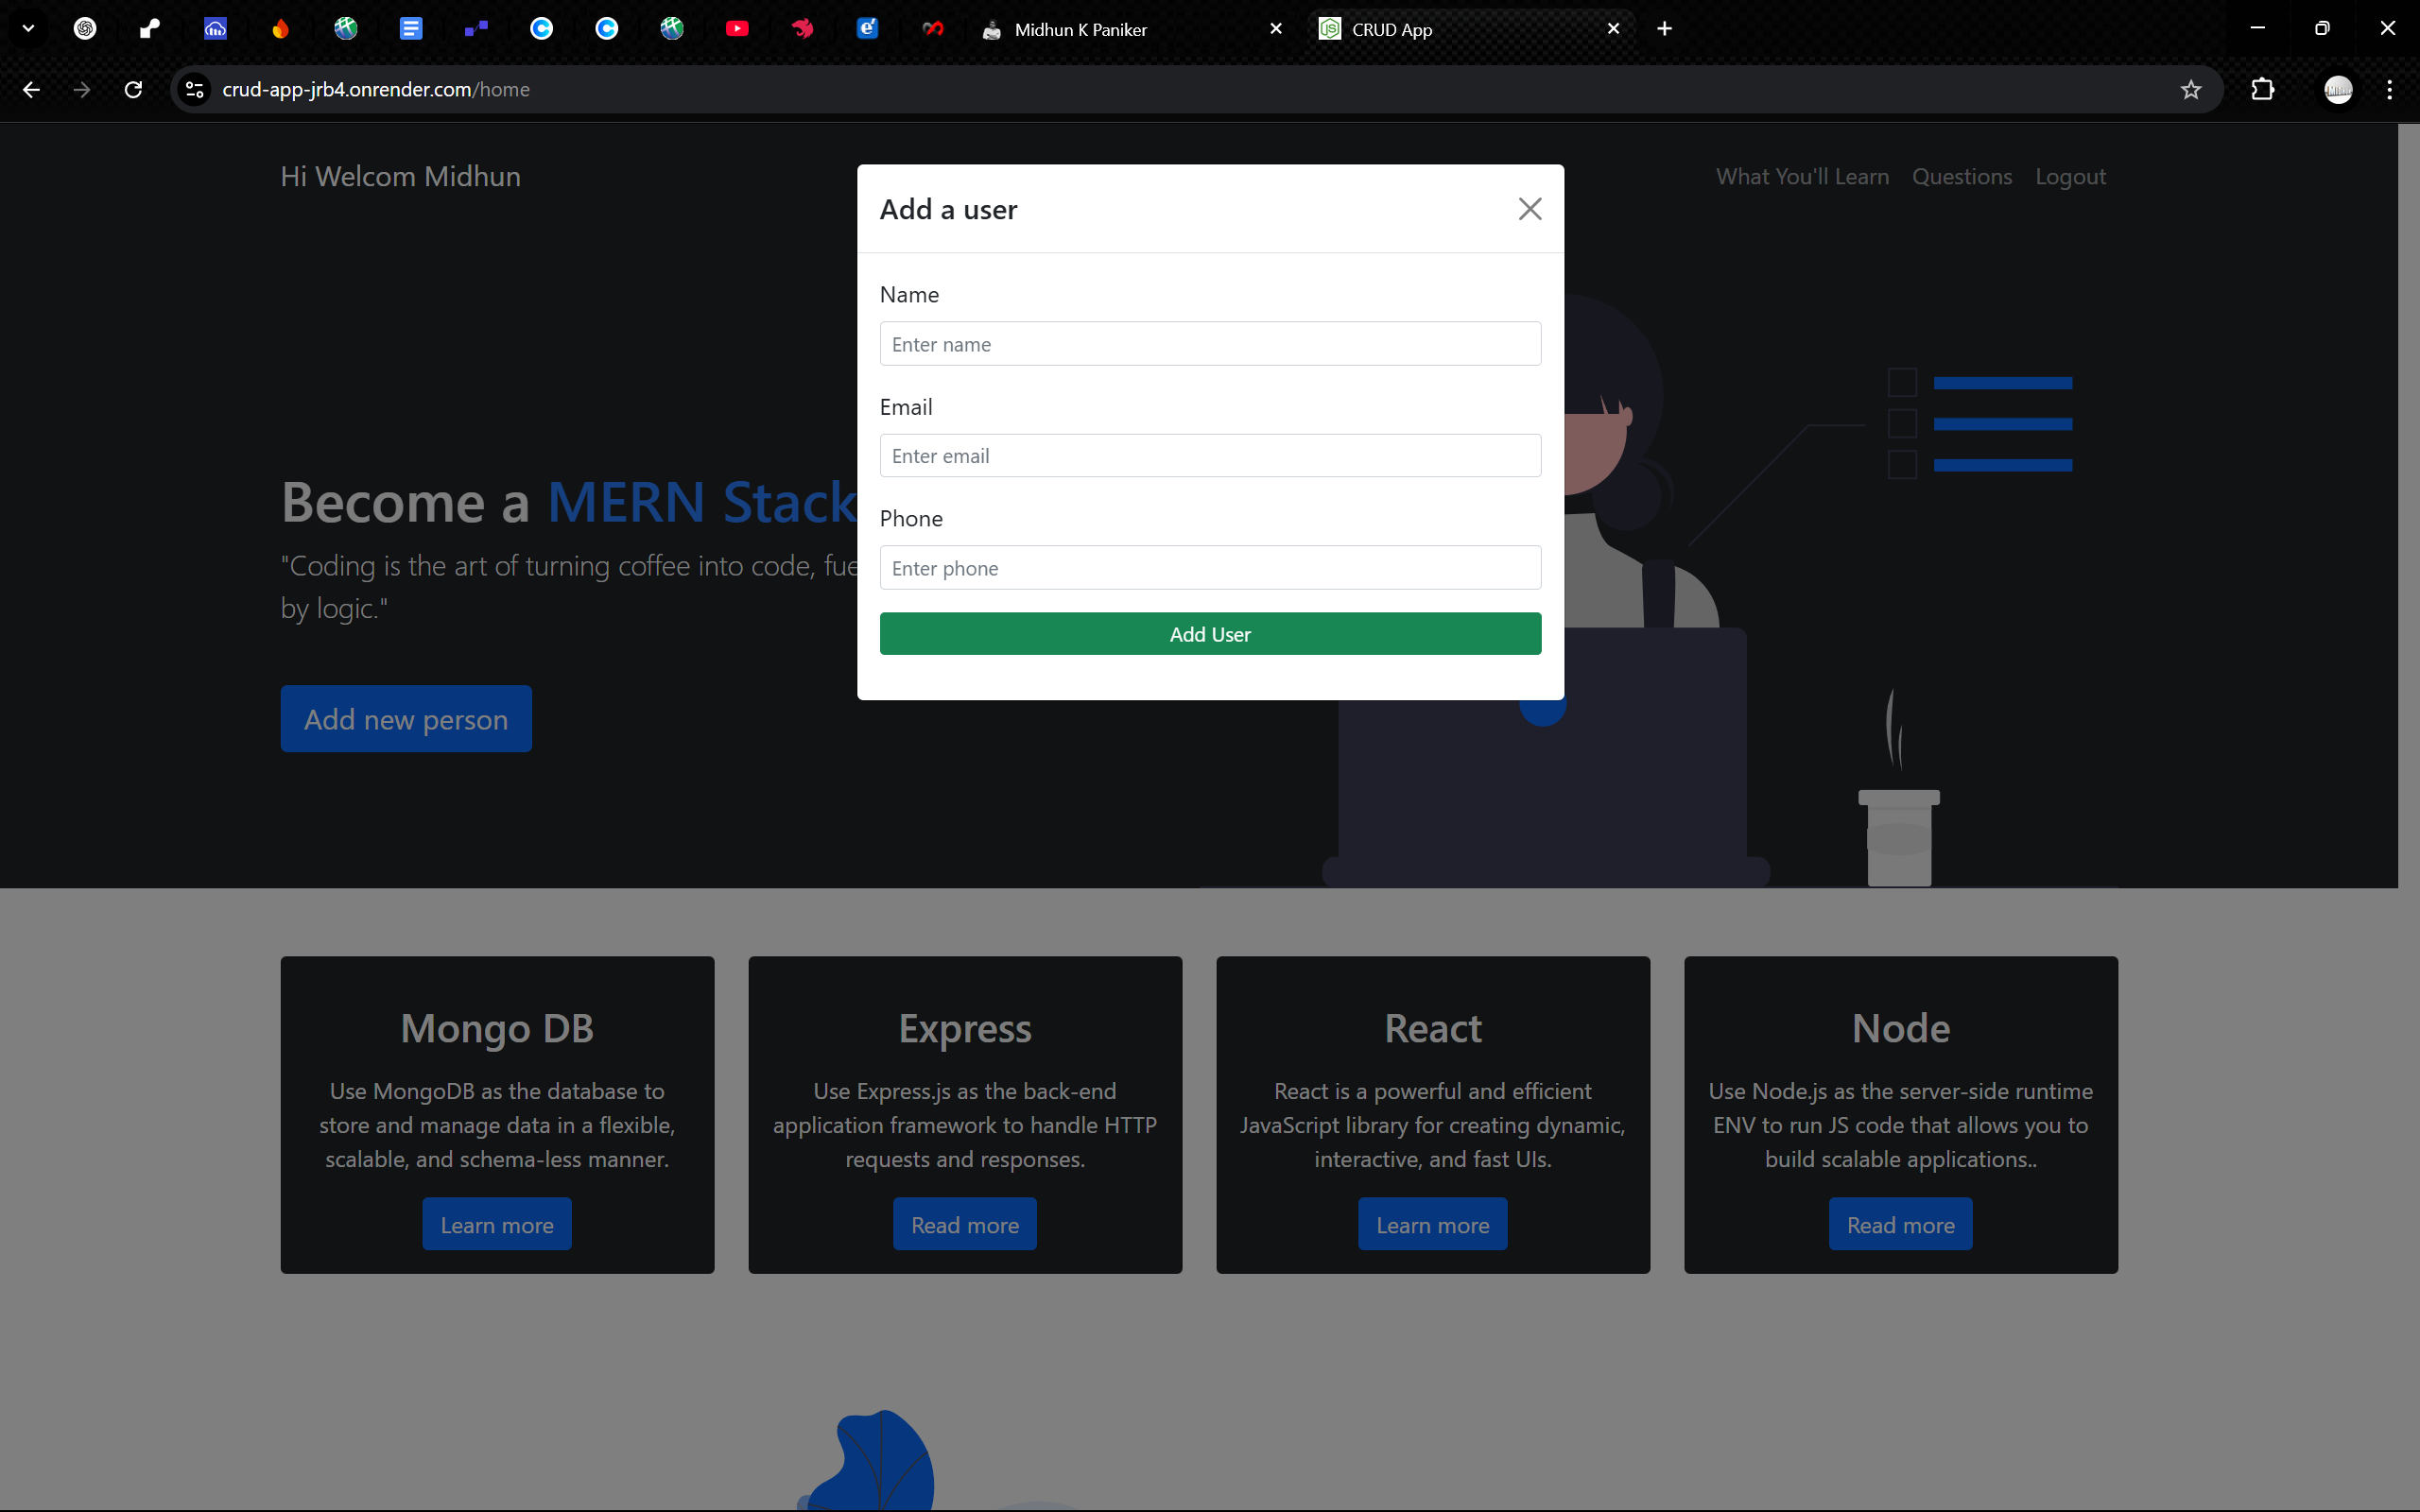 Midhun K Paniker
CRUD App
crud-app-jrb4.onrender.com/home
Hi Welcom Midhun
What You'll Learn Questions Logout
Add a user
Name
Enter name
Email
Enter email
Phone
Enter phone
Add User
Become a MERN Stack
"Coding is the art of turning coffee into code, fue
by logic."
Add new person
Mongo DB
Use MongoDB as the database to
store and manage data in a flexible,
scalable, and schema-less manner.
Learn more
Express
Use Express.js as the back-end
application framework to handle HTTP
requests and responses.
Read more
React
React is a powerful and efficient
JavaScript library for creating dynamic,
interactive, and fast UIs.
Learn more
Node
Use Node.js as the server-side runtime
ENV to run JS code that allows you to
build scalable applications..
Read more